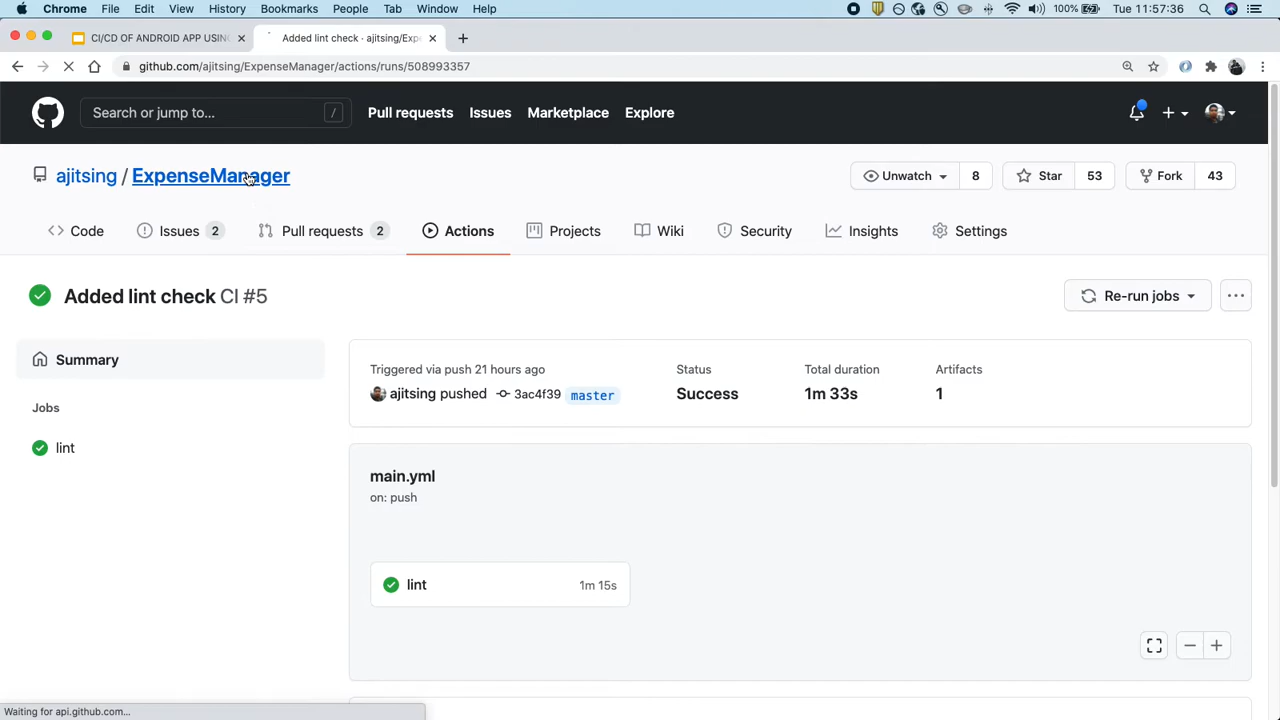 Chrome File Edit View History Bookmarks People Tab Window Help 100% Tue 11:57:36
CI/CD OF ANDROID APP USING
Added lint check · ajitsing/Expe
github.com/ajitsing/ExpenseManager/actions/runs/508993357
Search or jump to... / Pull requests Issues Marketplace Explore
ajitsing / ExpenseManager Unwatch 8 Star 53 Fork 43
Code Issues 2 Pull requests 2 Actions Projects Wiki Security Insights Settings
Added lint check CI #5 Re-run jobs
Summary
Jobs
lint
Triggered via push 21 hours ago Status Total duration Artifacts
ajitsing pushed 3ac4f39 master Success 1m 33s 1
main.yml
on: push
lint 1m 15s
Waiting for api.github.com...